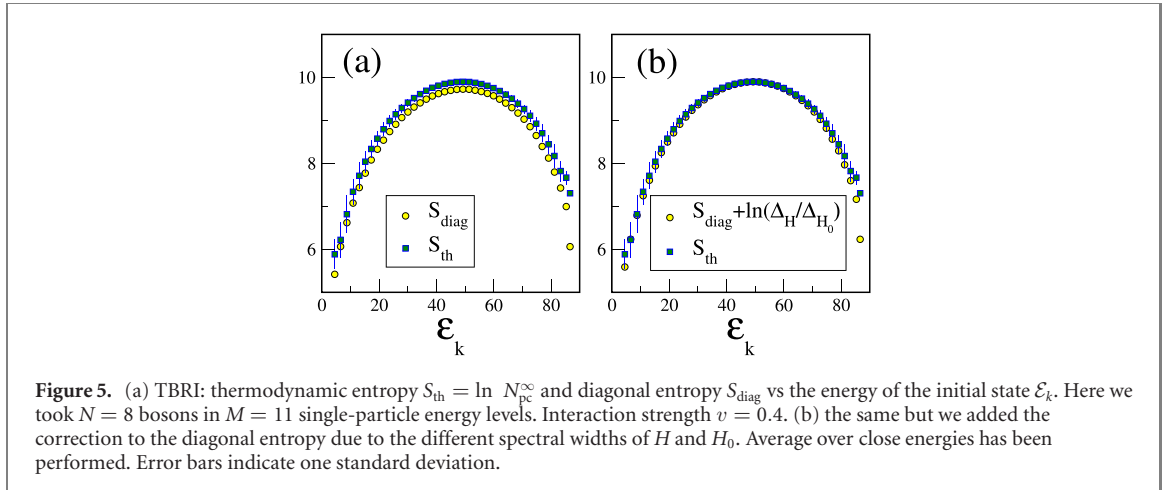 (a) (b)
10 10
8 8
6 6
S_diag
S_th
S_diag+ln(Δ_H/Δ_H₀)
S_th
0 20 40 60 80 0 20 40 60 80
ε_k ε_k
Figure 5. (a) TBRI: thermodynamic entropy S_th = ln N_pc^∞ and diagonal entropy S_diag vs the energy of the initial state ℰ_k. Here we
took N = 8 bosons in M = 11 single-particle energy levels. Interaction strength v = 0.4. (b) the same but we added the
correction to the diagonal entropy due to the different spectral widths of H and H₀. Average over close energies has been
performed. Error bars indicate one standard deviation.